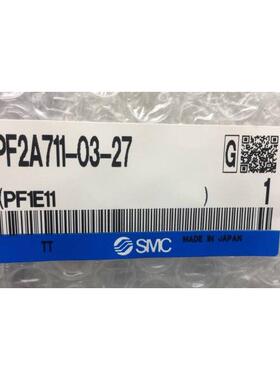 PF2A711-03-27
G
(PF1E11 )
1
TT
SMC
MADE IN JAPAN